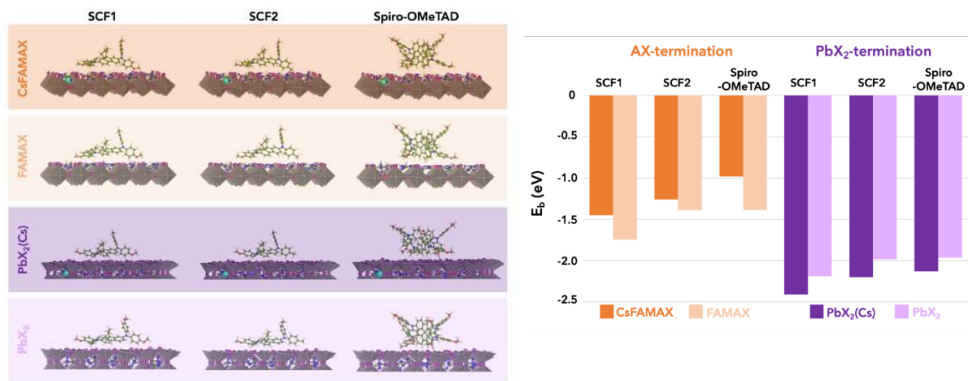 SCF1 SCF2 Spiro-OMeTAD
CsFAMAX
FAMAX
PbX₂(Cs)
PbX₂
AX-termination PbX₂-termination
SCF1 SCF2 Spiro
-OMeTAD SCF1 SCF2 Spiro
-OMeTAD
0
-0.5
-1.0
-1.5
-2.0
-2.5
E_b (eV)
CsFAMAX FAMAX PbX₂(Cs) PbX₂